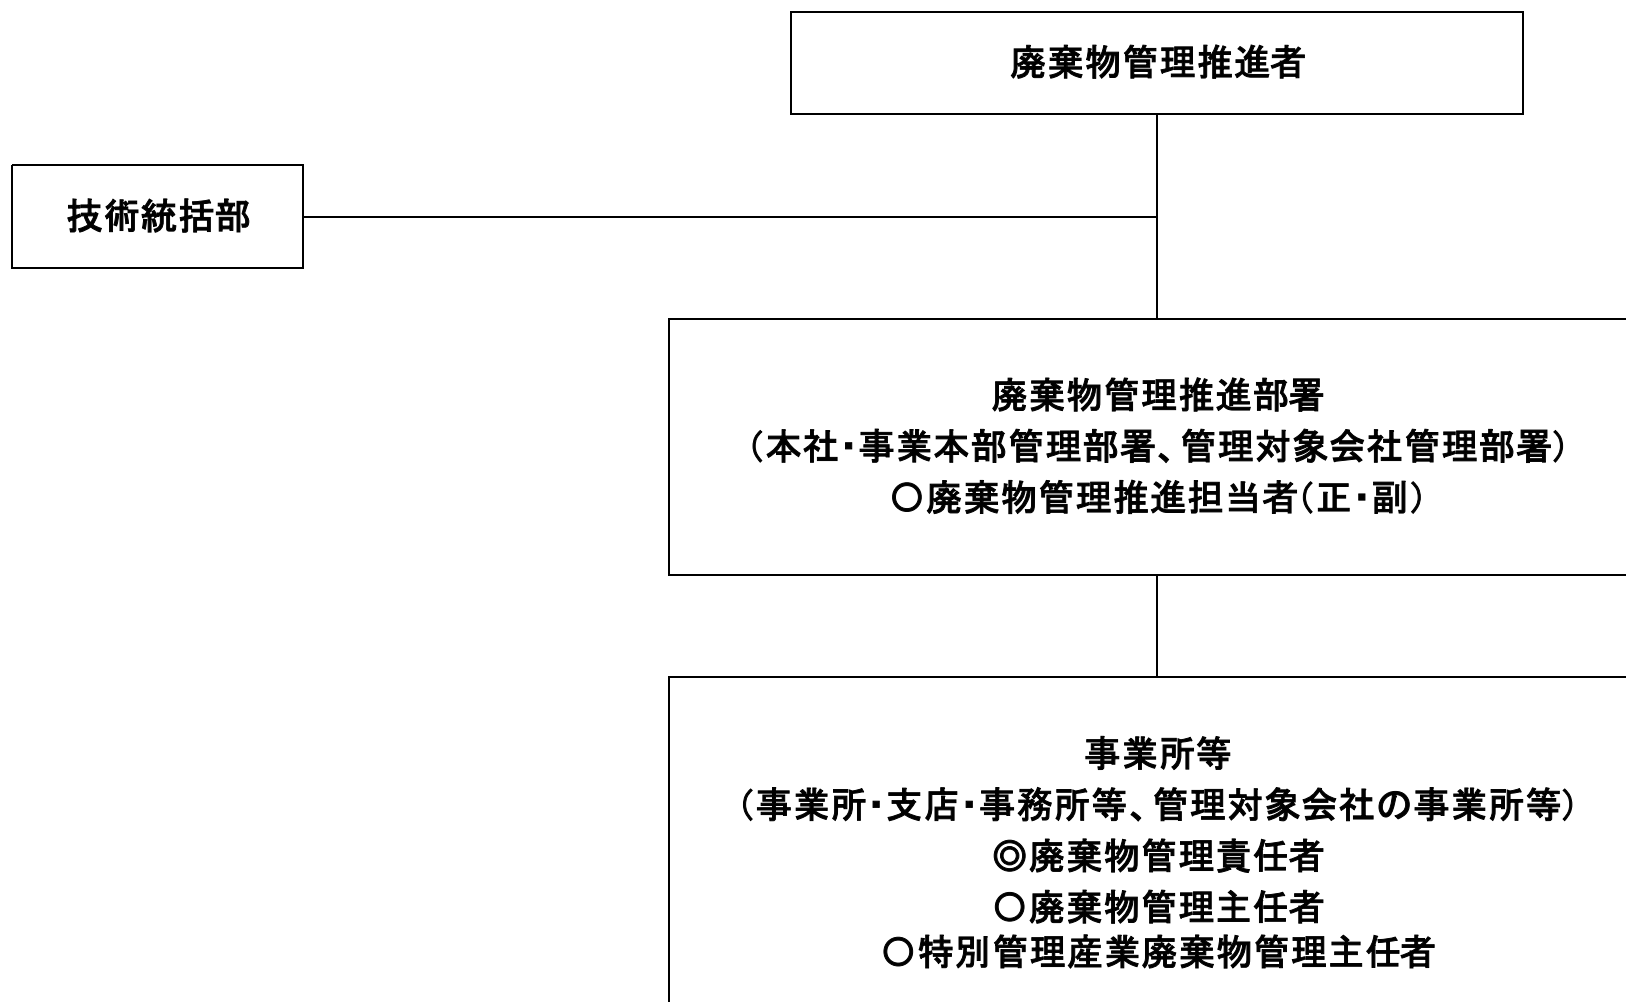 廃棄物管理推進者
技術統括部
廃棄物管理推進部署
（本社・事業本部管理部署、管理対象会社管理部署）
○廃棄物管理推進担当者（正・副）
事業所等
（事業所・支店・事務所等、管理対象会社の事業所等）
◎廃棄物管理責任者
○廃棄物管理主任者
○特別管理産業廃棄物管理主任者